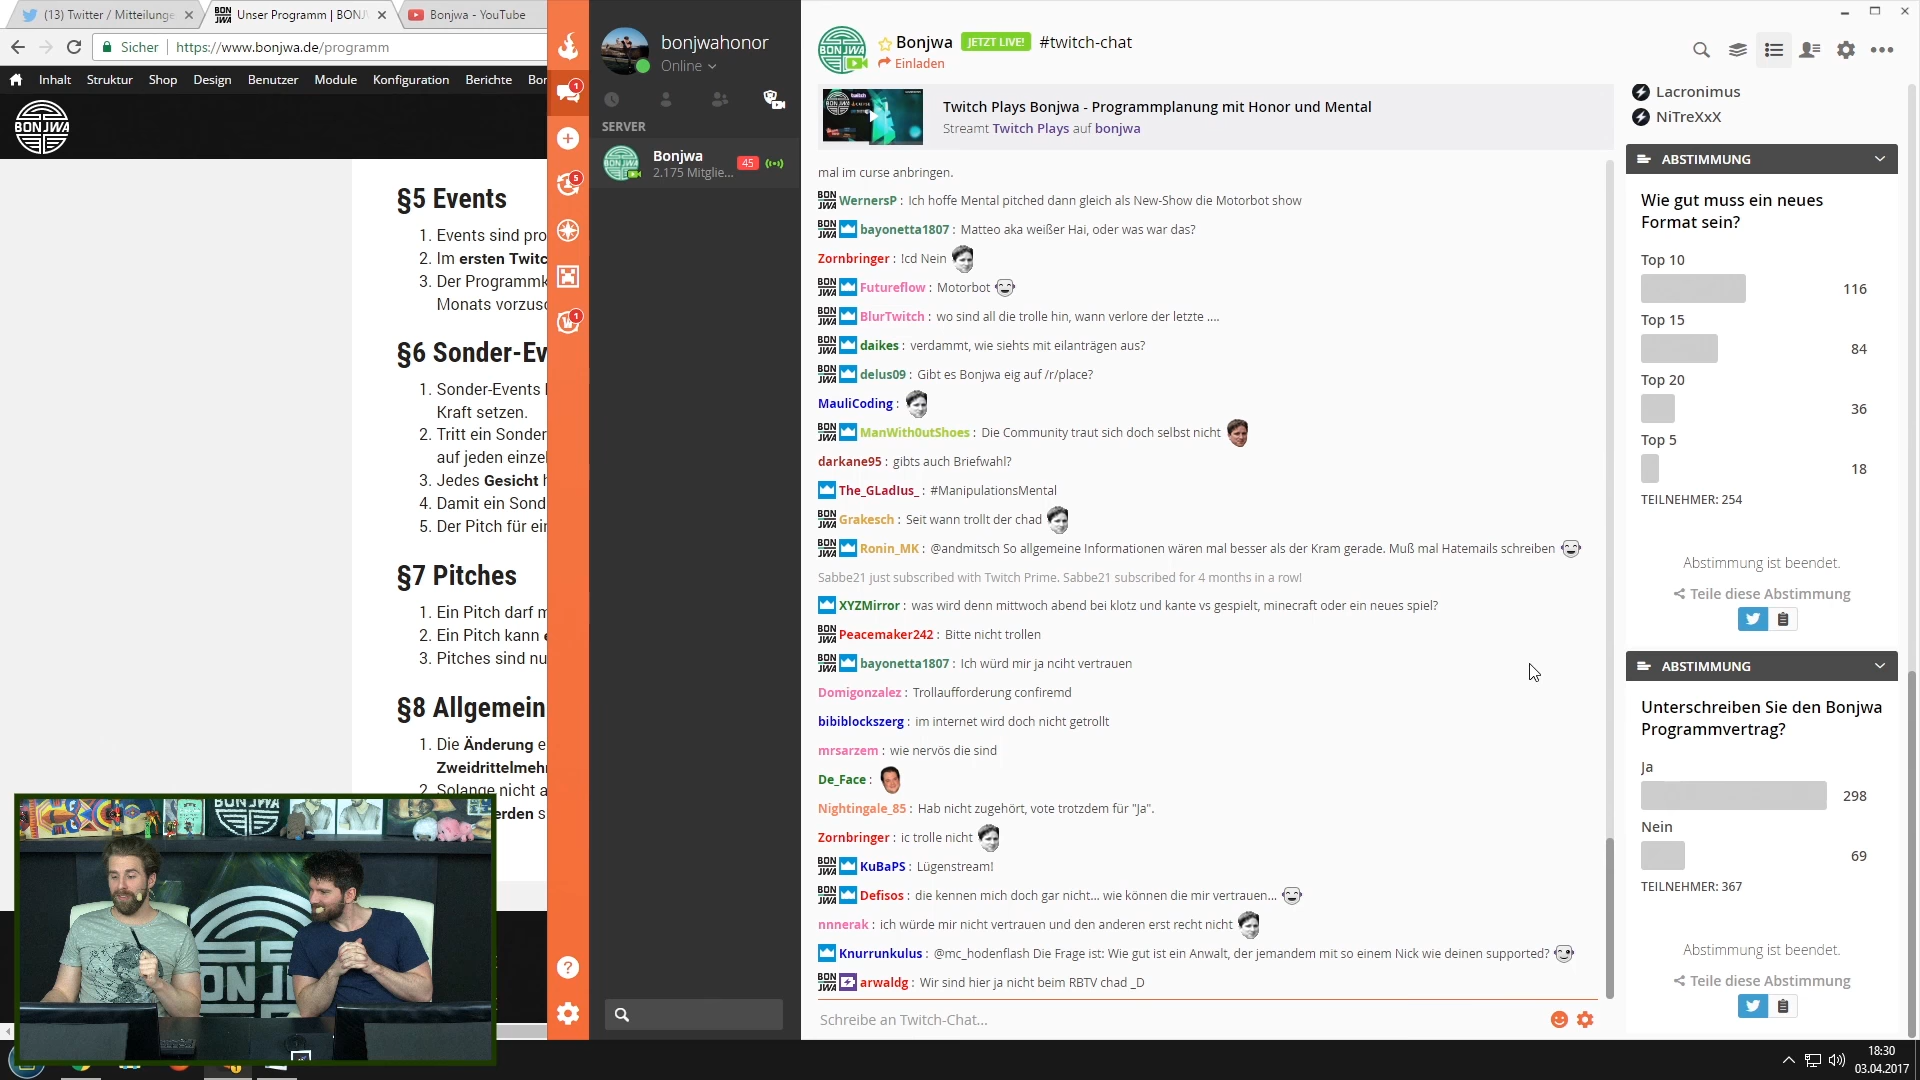 (13) Twitter / Mitteilung
Unser Programm | BONJW
Bonjwa - YouTube
Sicher
https://www.bonjwa.de/programm
Inhalt Struktur Shop Design Benutzer Module Konfiguration Berichte Bon
BONJWA
§5 Events
1. Events sind pro
2. Im ersten Twitc
3. Der Programmk
Monats vorzusc
§6 Sonder-Ev
1. Sonder-Events
Kraft setzen.
2. Tritt ein Sonder
auf jeden einzel
3. Jedes Gesicht h
4. Damit ein Sond
5. Der Pitch für ein
§7 Pitches
1. Ein Pitch darf m
2. Ein Pitch kann e
3. Pitches sind nu
§8 Allgemein
1. Die Änderung e
Zweidrittelmehr
2. Solange nicht a
erden s
BONJWA
BON
bonjwahonor
Online
SERVER
Bonjwa
2.175 Mitglie...
45
1
5
1
Bonjwa JETZT LIVE! #twitch-chat
Einladen
Twitch Plays Bonjwa - Programmplanung mit Honor und Mental
Streamt Twitch Plays auf bonjwa
mal im curse anbringen.
WernersP : Ich hoffe Mental pitched dann gleich als New-Show die Motorbot show
bayonetta1807 : Matteo aka weißer Hai, oder was war das?
Zornbringer : !cd Nein
Futureflow : Motorbot
BlurTwitch : wo sind all die trolle hin, wann verlore der letzte ....
daikes : verdammt, wie siehts mit eilanträgen aus?
delus09 : Gibt es Bonjwa eig auf /r/place?
MauliCoding :
ManWith0utShoes : Die Community traut sich doch selbst nicht
darkane95 : gibts auch Briefwahl?
The_GLadIus_ : #ManipulationsMental
Grakesch : Seit wann trollt der chad
Ronin_MK : @andmitsch So allgemeine Informationen wären mal besser als der Kram gerade. Muß mal Hatemails schreiben
Sabbe21 just subscribed with Twitch Prime. Sabbe21 subscribed for 4 months in a row!
XYZMirror : was wird denn mittwoch abend bei klotz und kante vs gespielt, minecraft oder ein neues spiel?
Peacemaker242 : Bitte nicht trollen
bayonetta1807 : Ich würd mir ja nciht vertrauen
Domigonzalez : Trollaufforderung confiremd
bibiblockszerg : im internet wird doch nicht getrollt
mrsarzem : wie nervös die sind
De_Face :
Nightingale_85 : Hab nicht zugehört, vote trotzdem für "Ja".
Zornbringer : ic trolle nicht
KuBaPS : Lügenstream!
Defisos : die kennen mich doch gar nicht... wie können die mir vertrauen...
nnnerak : ich würde mir nicht vertrauen und den anderen erst recht nicht
Knurrunkulus : @mc_hodenflash Die Frage ist: Wie gut ist ein Anwalt, der jemandem mit so einem Nick wie deinen supported?
arwaldg : Wir sind hier ja nicht beim RBTV chad _D
Schreibe an Twitch-Chat...
Lacronimus
NiTreXxX
ABSTIMMUNG
Wie gut muss ein neues
Format sein?
Top 10
116
Top 15
84
Top 20
36
Top 5
18
TEILNEHMER: 254
Abstimmung ist beendet.
Teile diese Abstimmung
ABSTIMMUNG
Unterschreiben Sie den Bonjwa
Programmvertrag?
Ja
298
Nein
69
TEILNEHMER: 367
Abstimmung ist beendet.
Teile diese Abstimmung
18:30
03.04.2017